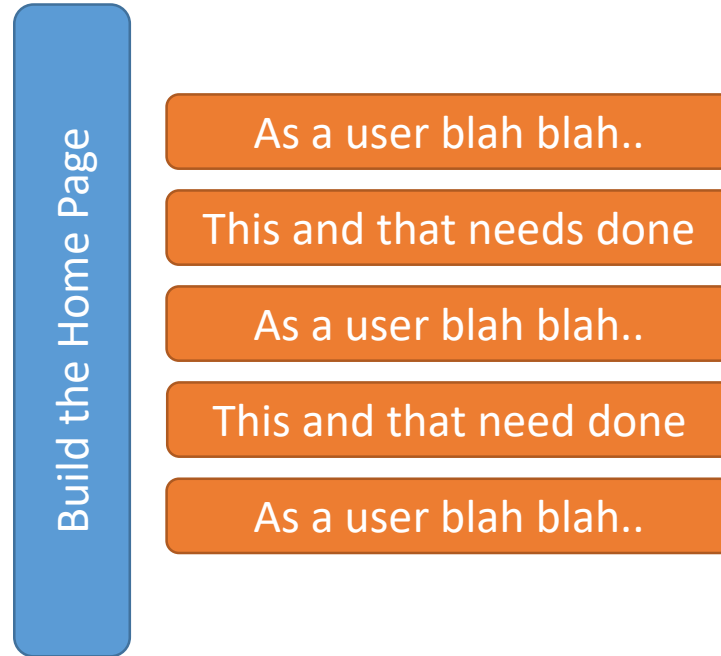 Build the Home Page
As a user blah blah..
This and that needs done
As a user blah blah..
This and that need done
As a user blah blah..